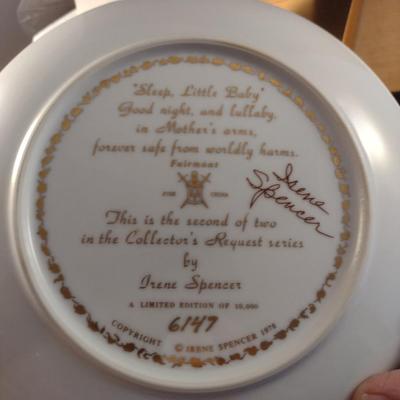 "Sleep, Little Baby"
Good night, and lullaby,
in Mother's arms,
forever safe from worldly harms.
Fairmont
FINE CHINA
Irene
Spencer
This is the second of two
in the Collector's Request series
by
Irene Spencer
A LIMITED EDITION OF 10,000
6147
COPYRIGHT © IRENE SPENCER 1978